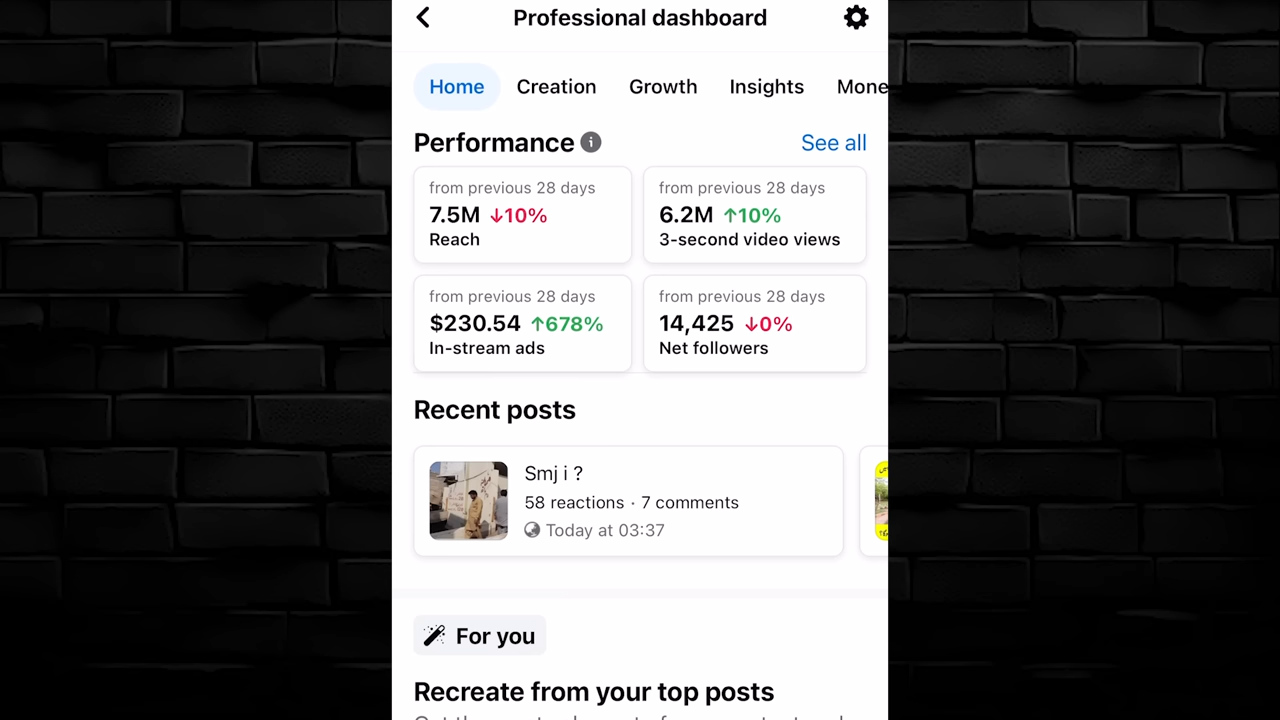 Professional dashboard
Home Creation Growth Insights Mone
Performance
See all
from previous 28 days
7.5M ↓10%
Reach
from previous 28 days
6.2M ↑10%
3-second video views
from previous 28 days
$230.54 ↑678%
In-stream ads
from previous 28 days
14,425 ↓0%
Net followers
Recent posts
Smj i ?
58 reactions · 7 comments
Today at 03:37
For you
Recreate from your top posts